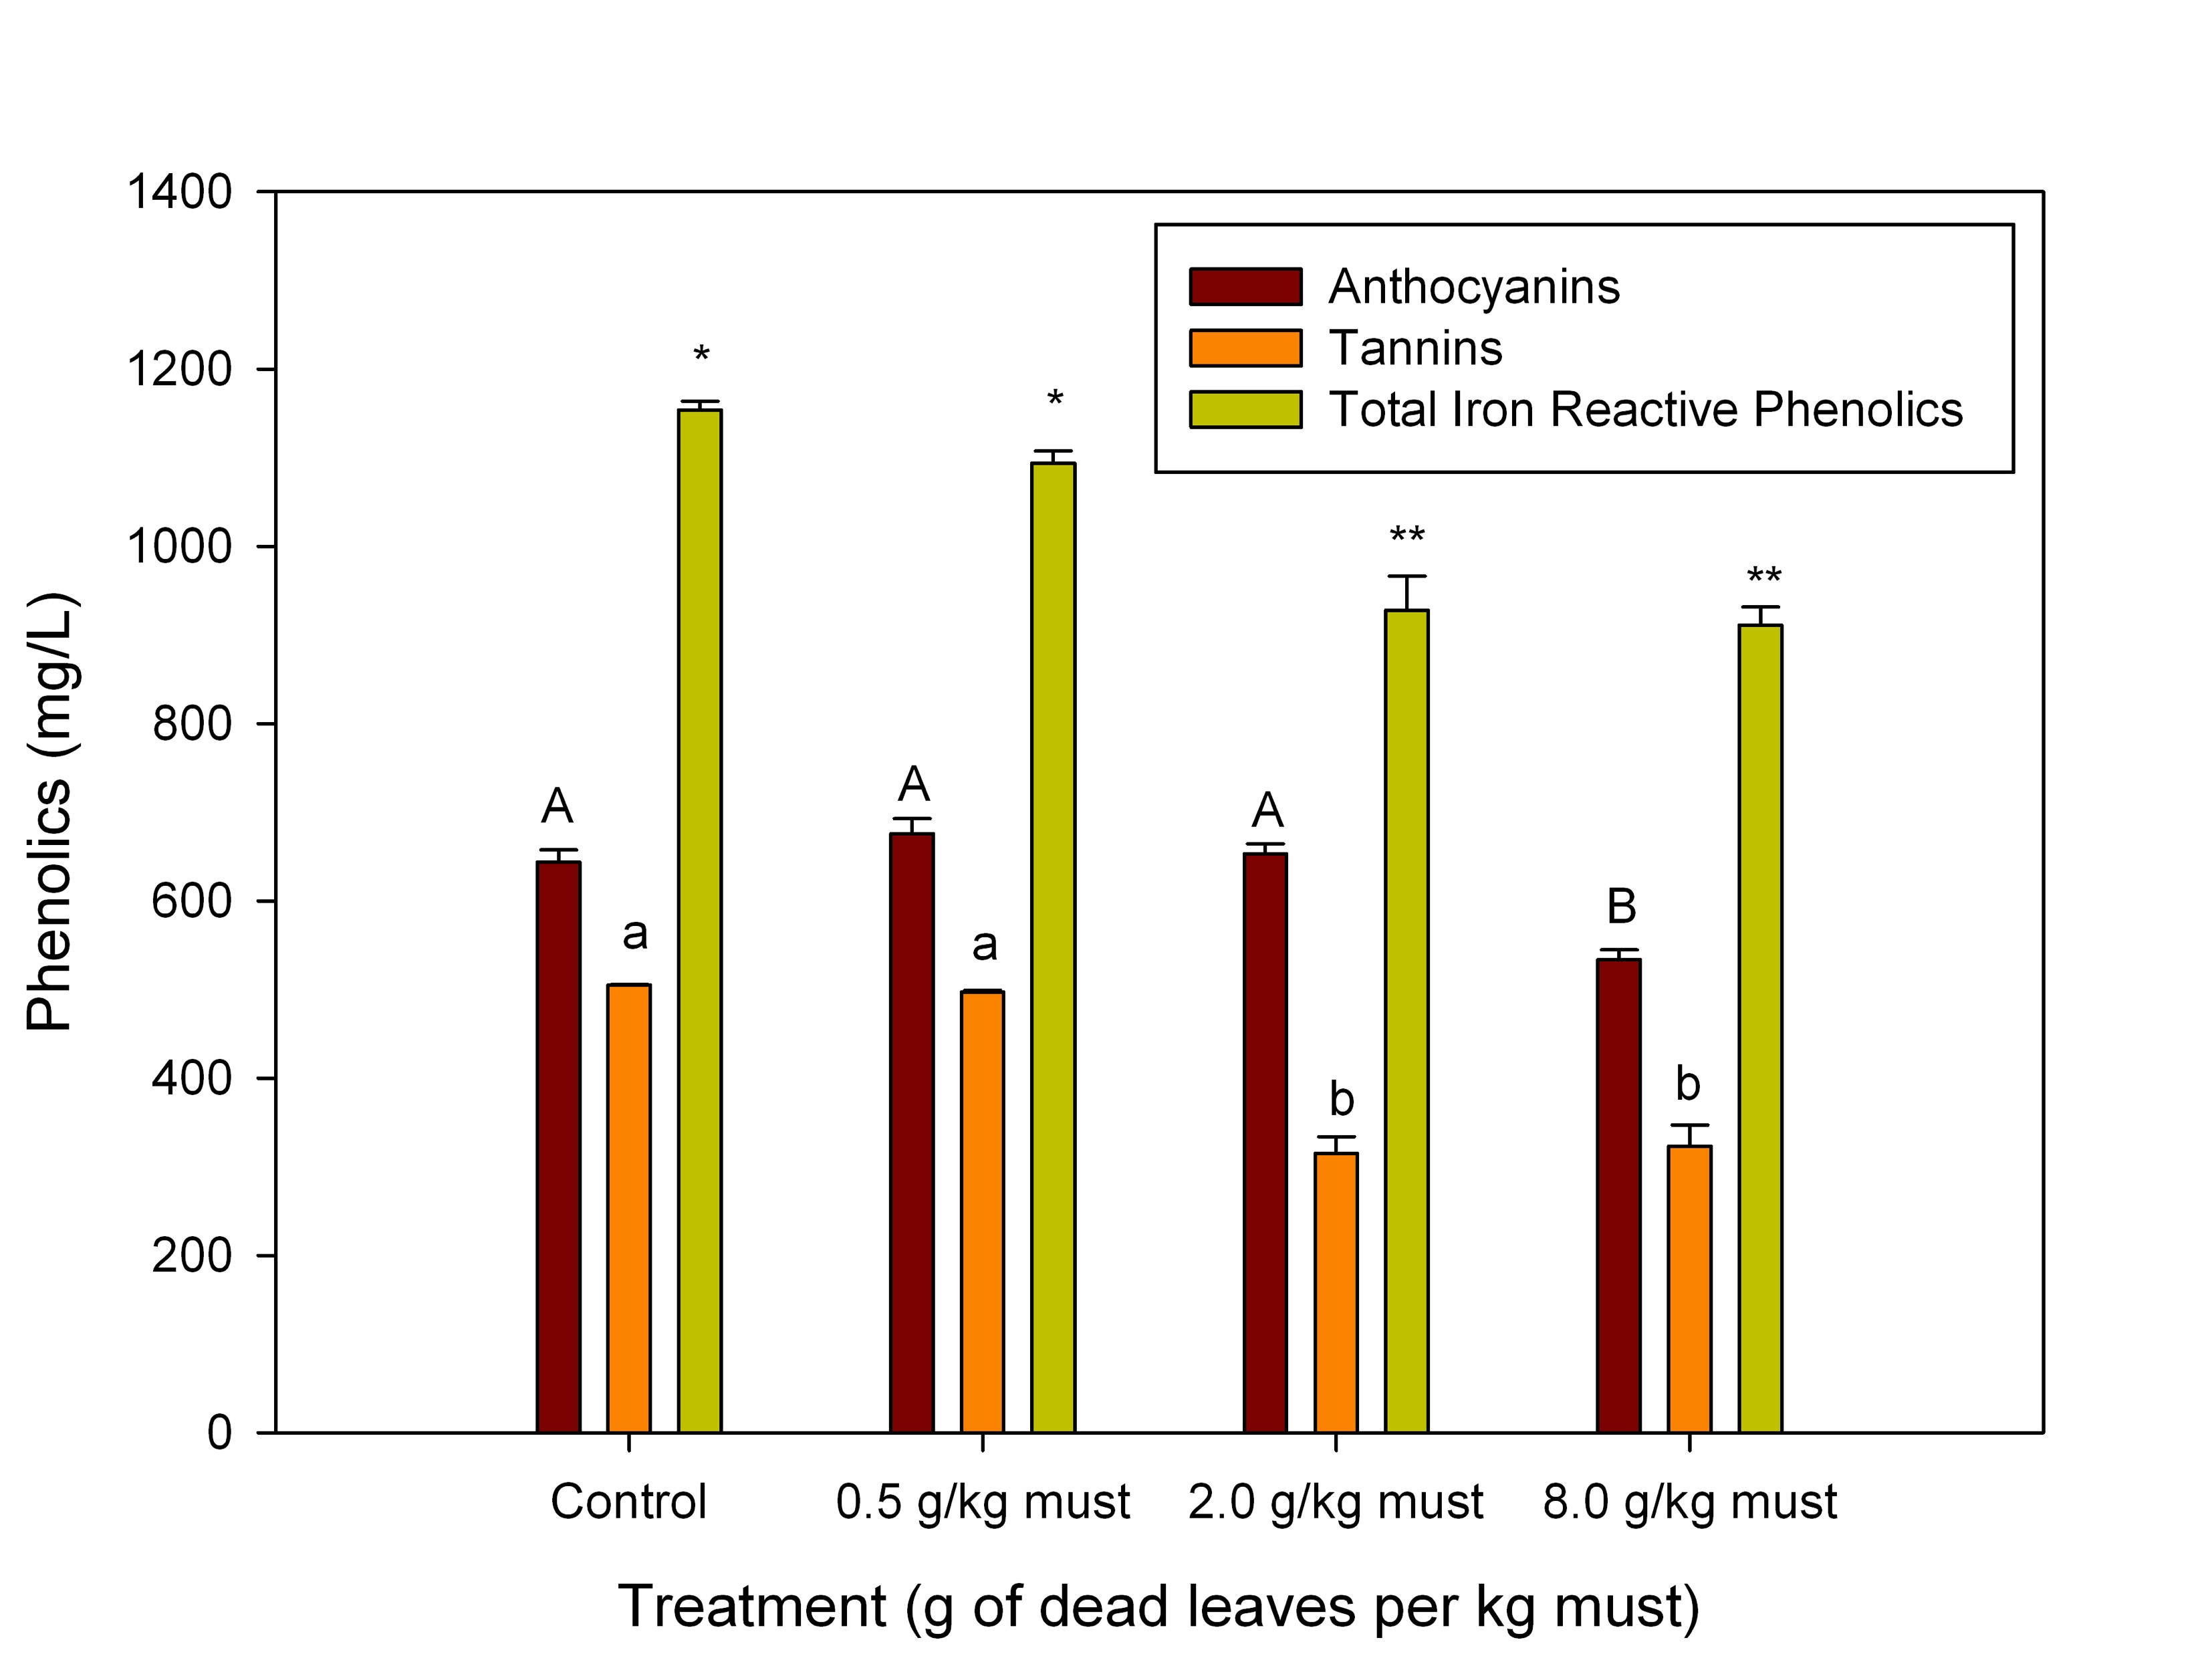 1400
1200
1000
800
600
400
200
0
Phenolics (mg/L)
Anthocyanins
Tannins
Total Iron Reactive Phenolics
A
a
*
A
a
*
A
b
**
B
b
**
Control
0.5 g/kg must
2.0 g/kg must
8.0 g/kg must
Treatment (g of dead leaves per kg must)